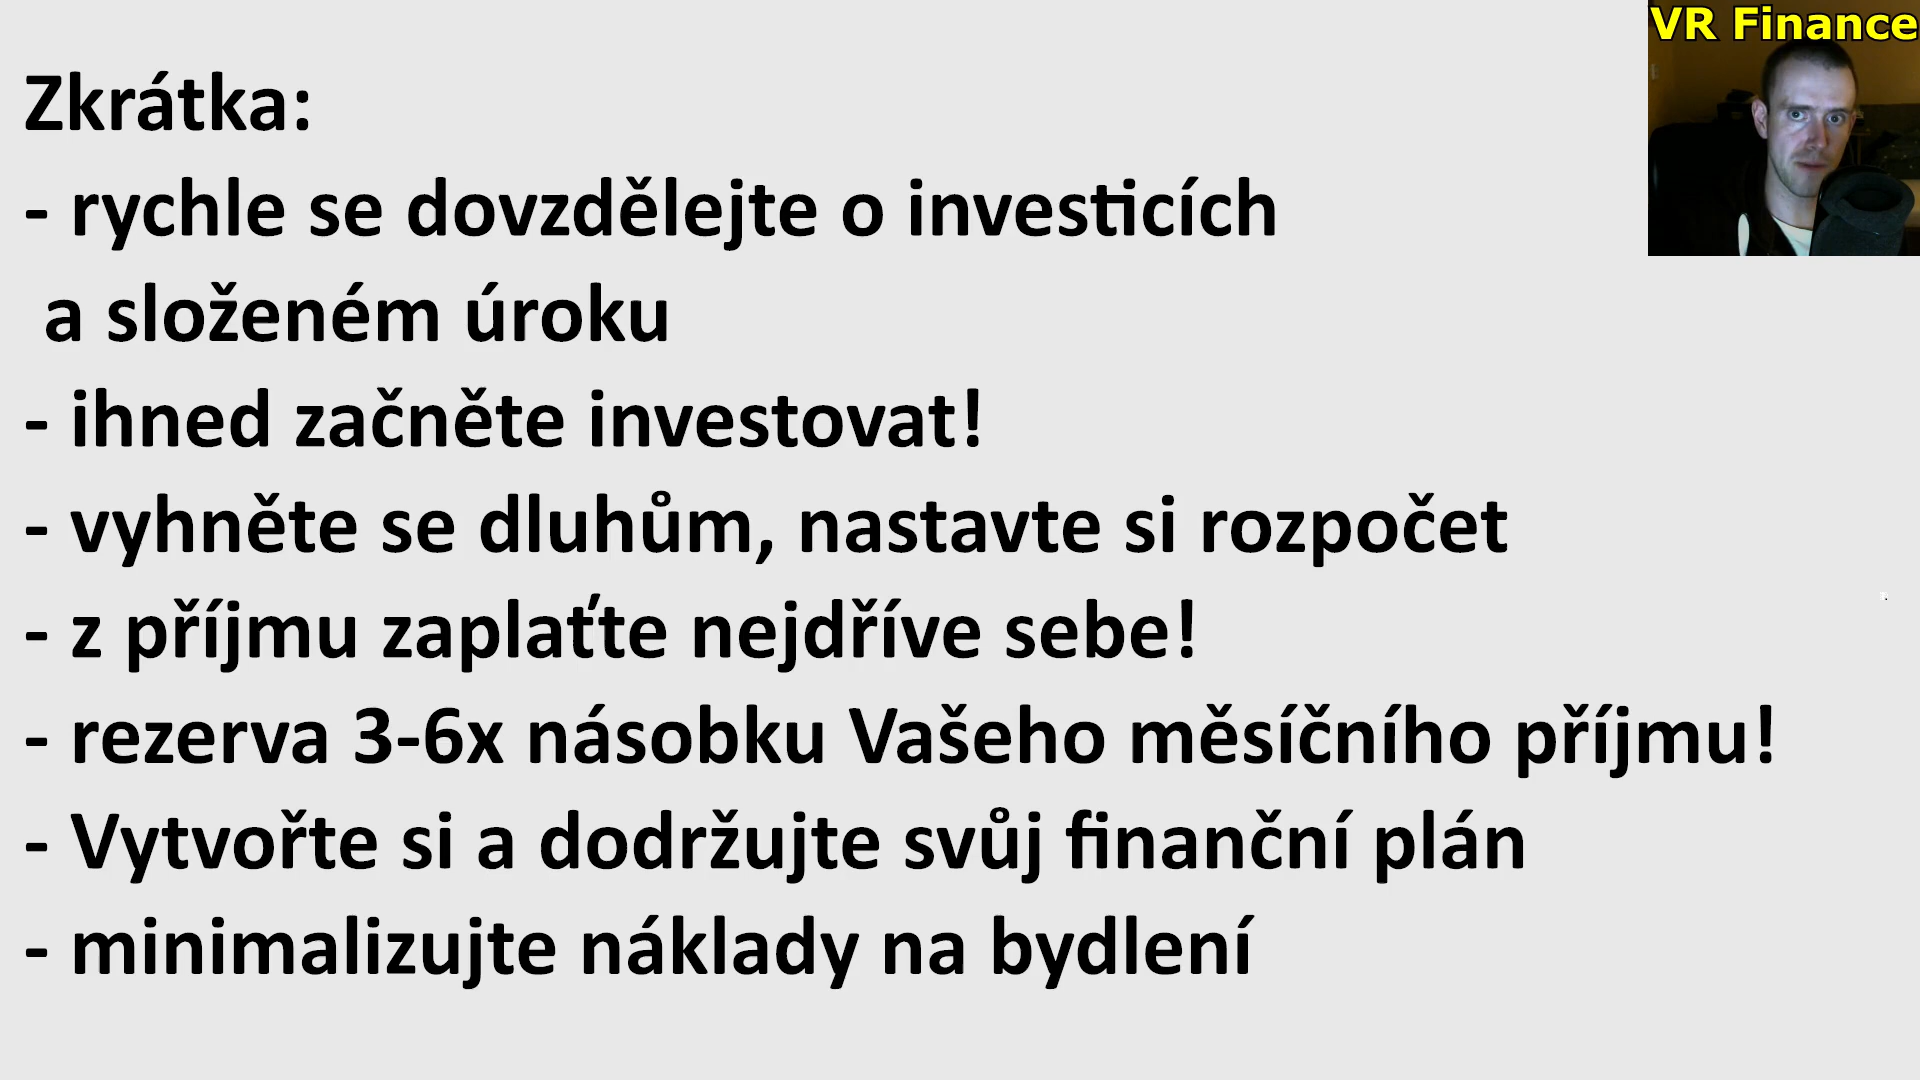 VR Finance
Zkrátka:
- rychle se dovzdělejte o investicích
a složeném úroku
- ihned začněte investovat!
- vyhněte se dluhům, nastavte si rozpočet
- z příjmu zaplaťte nejdříve sebe!
- rezerva 3-6x násobku Vašeho měsíčního příjmu!
- Vytvořte si a dodržujte svůj finanční plán
- minimalizujte náklady na bydlení